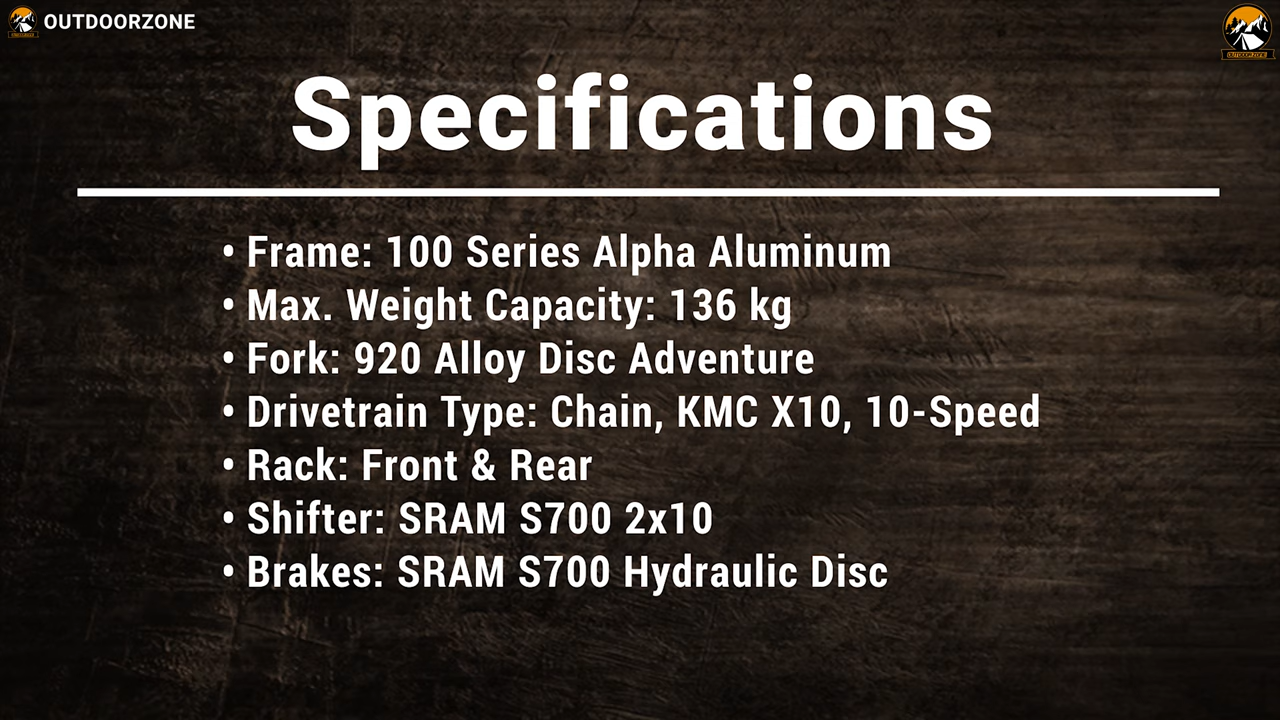 OUTDOORZONE
Specifications
• Frame: 100 Series Alpha Aluminum
• Max. Weight Capacity: 136 kg
• Fork: 920 Alloy Disc Adventure
• Drivetrain Type: Chain, KMC X10, 10-Speed
• Rack: Front & Rear
• Shifter: SRAM S700 2x10
• Brakes: SRAM S700 Hydraulic Disc
OUTDOORZONE